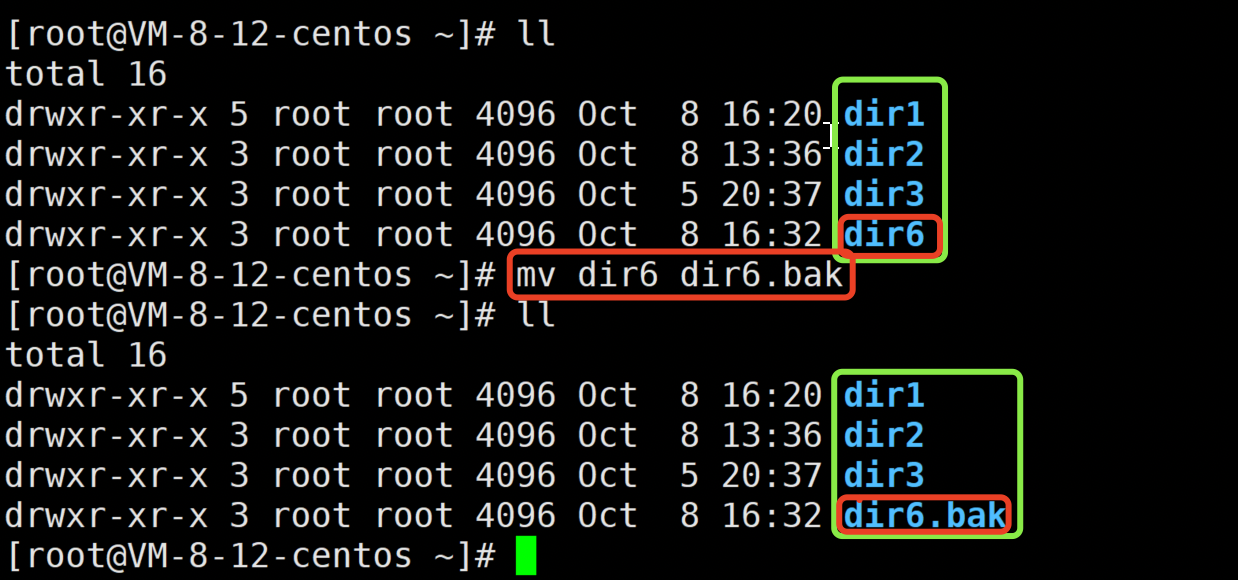 [root@VM-8-12-centos ~]# ll
total 16
drwxr-xr-x 5 root root 4096 Oct  8 16:20 dir1
drwxr-xr-x 3 root root 4096 Oct  8 13:36 dir2
drwxr-xr-x 3 root root 4096 Oct  5 20:37 dir3
drwxr-xr-x 3 root root 4096 Oct  8 16:32 dir6
[root@VM-8-12-centos ~]# mv dir6 dir6.bak
[root@VM-8-12-centos ~]# ll
total 16
drwxr-xr-x 5 root root 4096 Oct  8 16:20 dir1
drwxr-xr-x 3 root root 4096 Oct  8 13:36 dir2
drwxr-xr-x 3 root root 4096 Oct  5 20:37 dir3
drwxr-xr-x 3 root root 4096 Oct  8 16:32 dir6.bak
[root@VM-8-12-centos ~]#